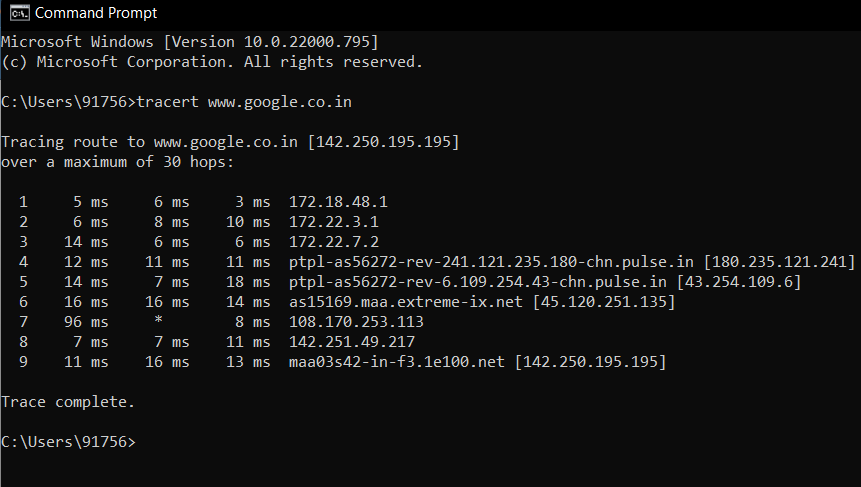 Command Prompt
Microsoft Windows [Version 10.0.22000.795]
(c) Microsoft Corporation. All rights reserved.
C:\Users\91756>tracert www.google.co.in
Tracing route to www.google.co.in [142.250.195.195]
over a maximum of 30 hops:
1 5 ms 6 ms 3 ms 172.18.48.1
2 6 ms 8 ms 10 ms 172.22.3.1
3 14 ms 6 ms 6 ms 172.22.7.2
4 12 ms 11 ms 11 ms ptpl-as56272-rev-241.121.235.180-chn.pulse.in [180.235.121.241]
5 14 ms 7 ms 18 ms ptpl-as56272-rev-6.109.254.43-chn.pulse.in [43.254.109.6]
6 16 ms 16 ms 14 ms as15169.maa.extreme-ix.net [45.120.251.135]
7 96 ms * 8 ms 108.170.253.113
8 7 ms 7 ms 11 ms 142.251.49.217
9 11 ms 16 ms 13 ms maa03s42-in-f3.1e100.net [142.250.195.195]
Trace complete.
C:\Users\91756>